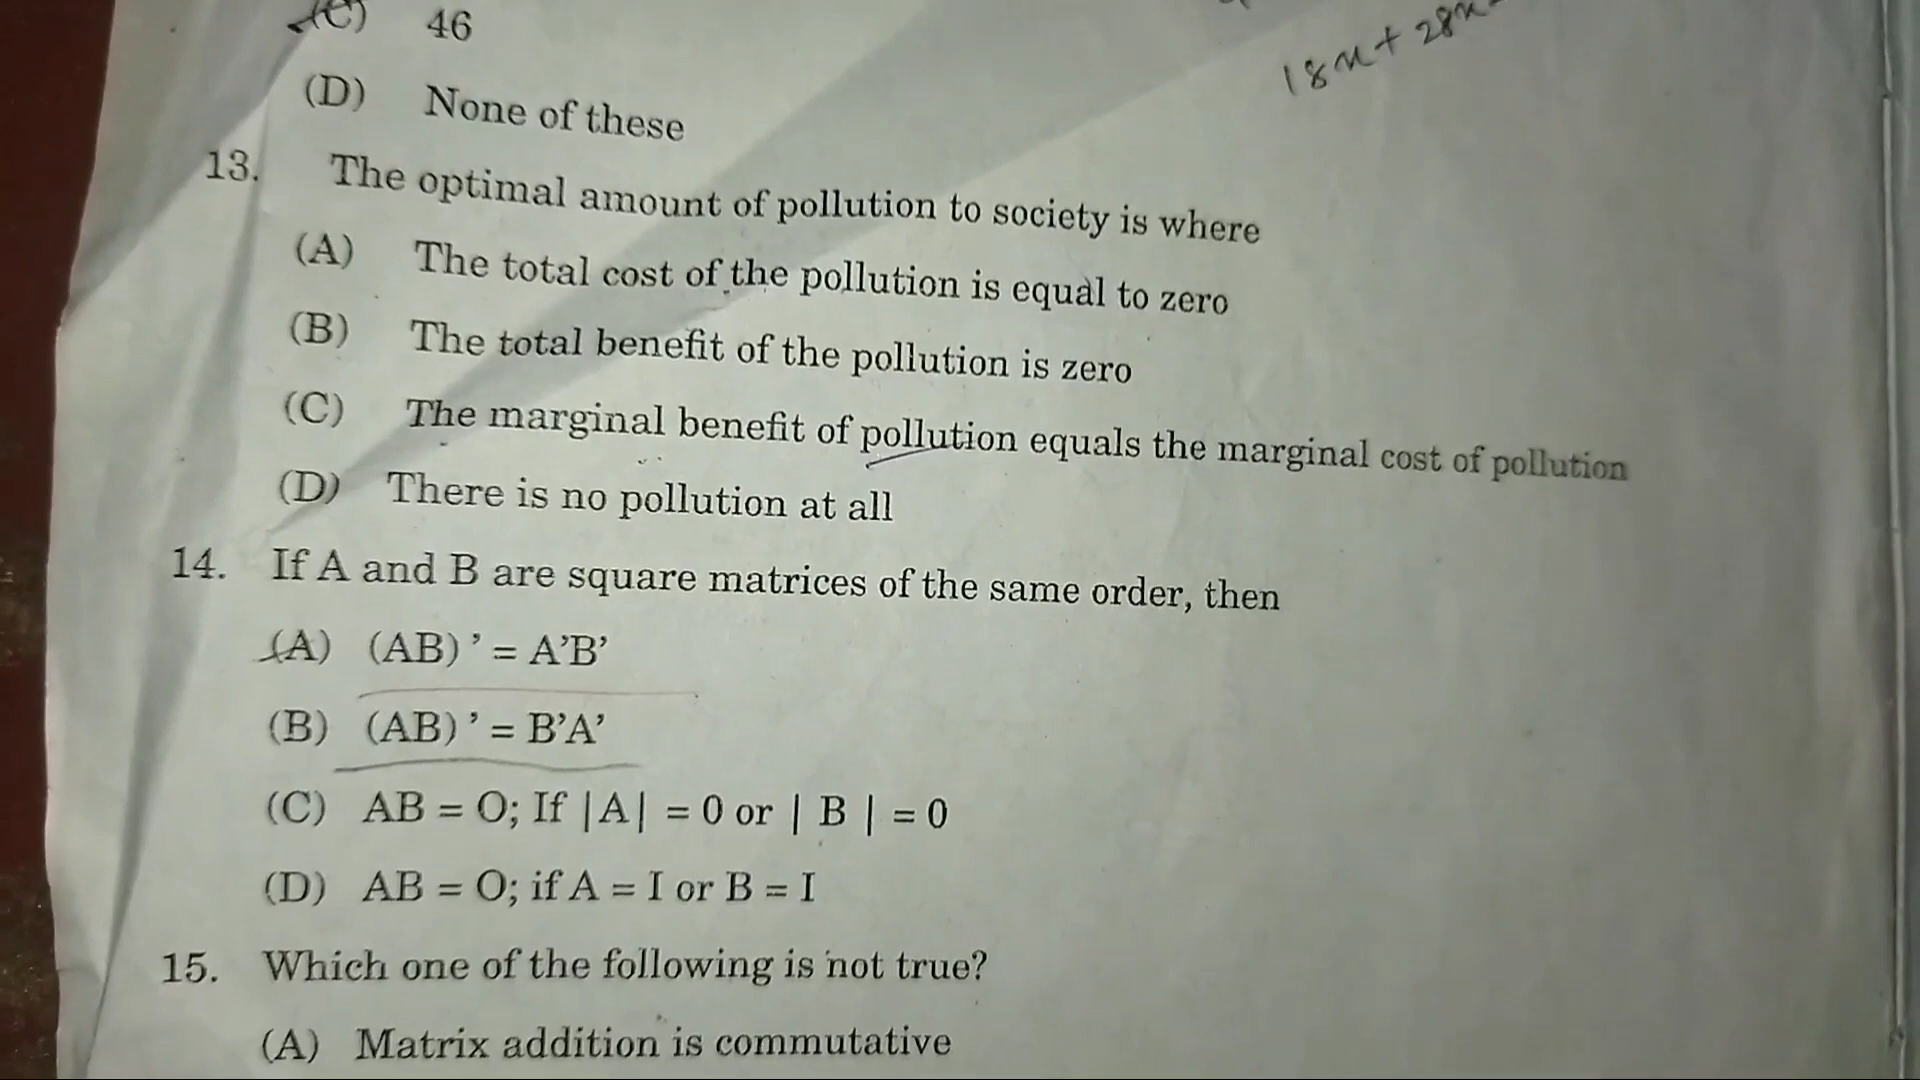 (C) 46
18x + 28x
(D) None of these
13. The optimal amount of pollution to society is where
(A) The total cost of the pollution is equal to zero
(B) The total benefit of the pollution is zero
(C) The marginal benefit of pollution equals the marginal cost of pollution
(D) There is no pollution at all
14. If A and B are square matrices of the same order, then
(A) (AB)’ = A’B’
(B) (AB)’ = B’A’
(C) AB = O; If |A| = 0 or | B | = 0
(D) AB = O; if A = I or B = I
15. Which one of the following is not true?
(A) Matrix addition is commutative